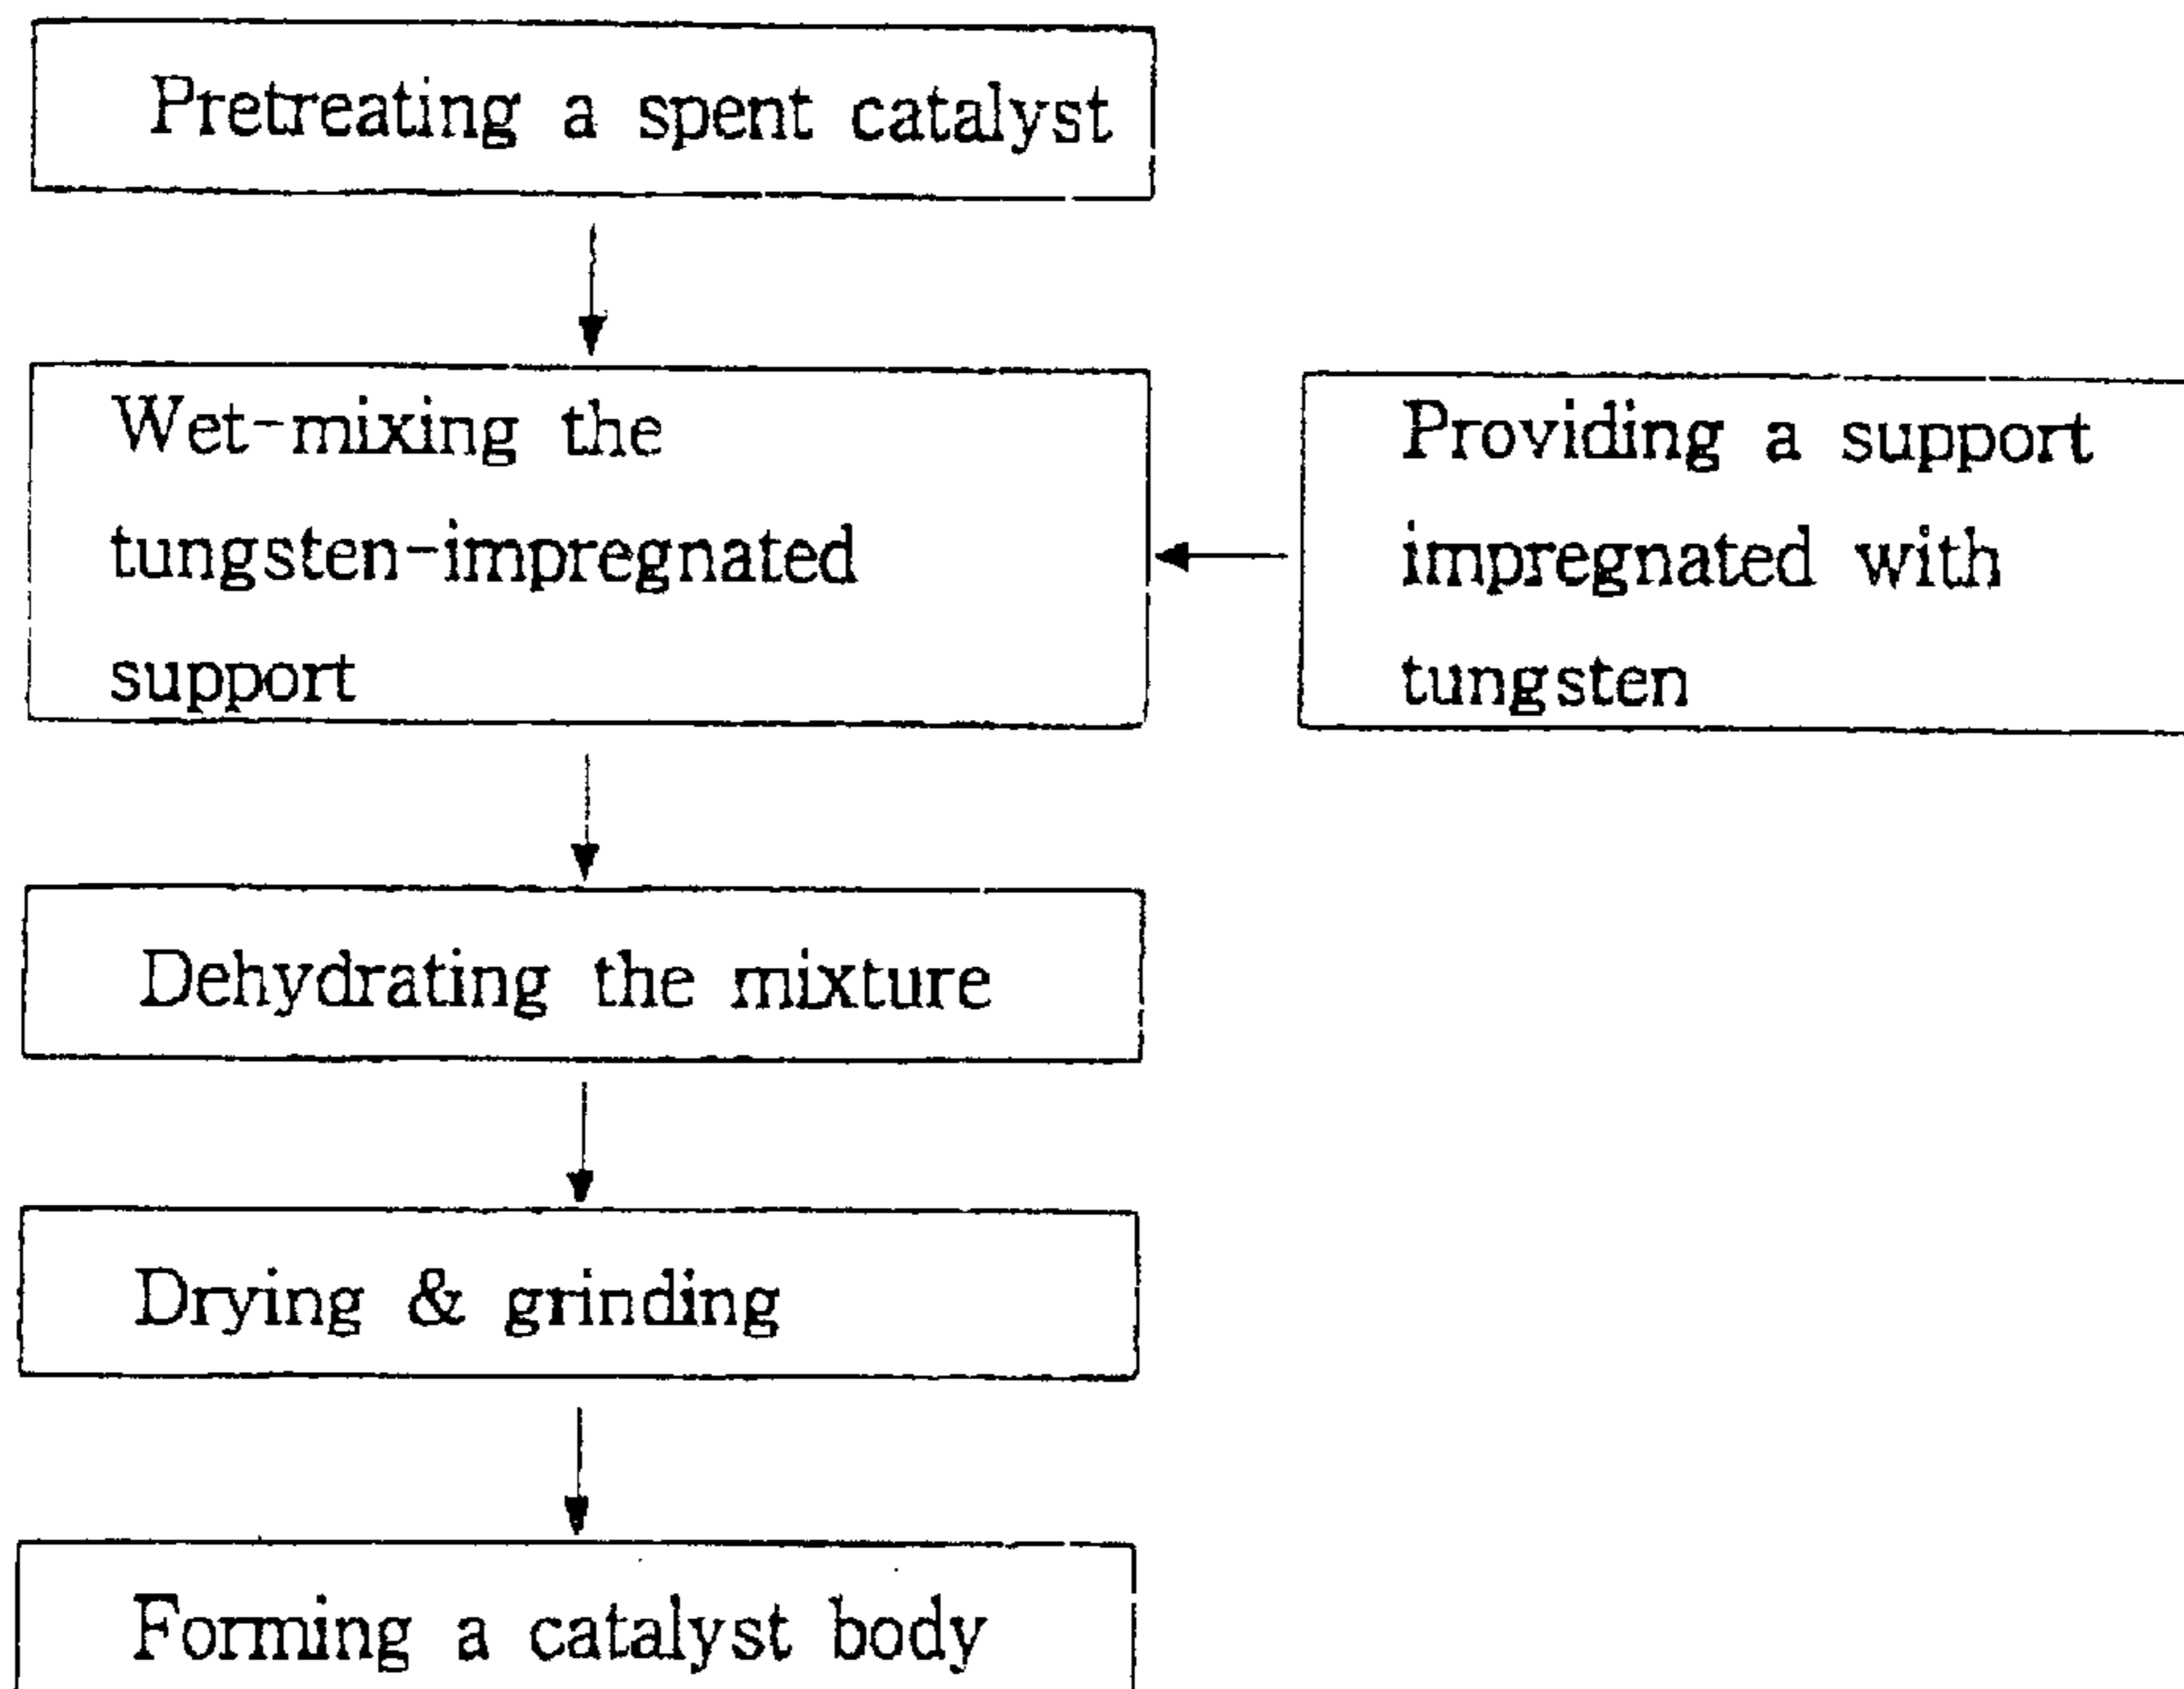 Pretreating a spent catalyst
Wet-mixing the
tungsten-impregnated
support
Providing a support
impregnated with
tungsten
Dehydrating the mixture
Drying & grinding
Forming a catalyst body